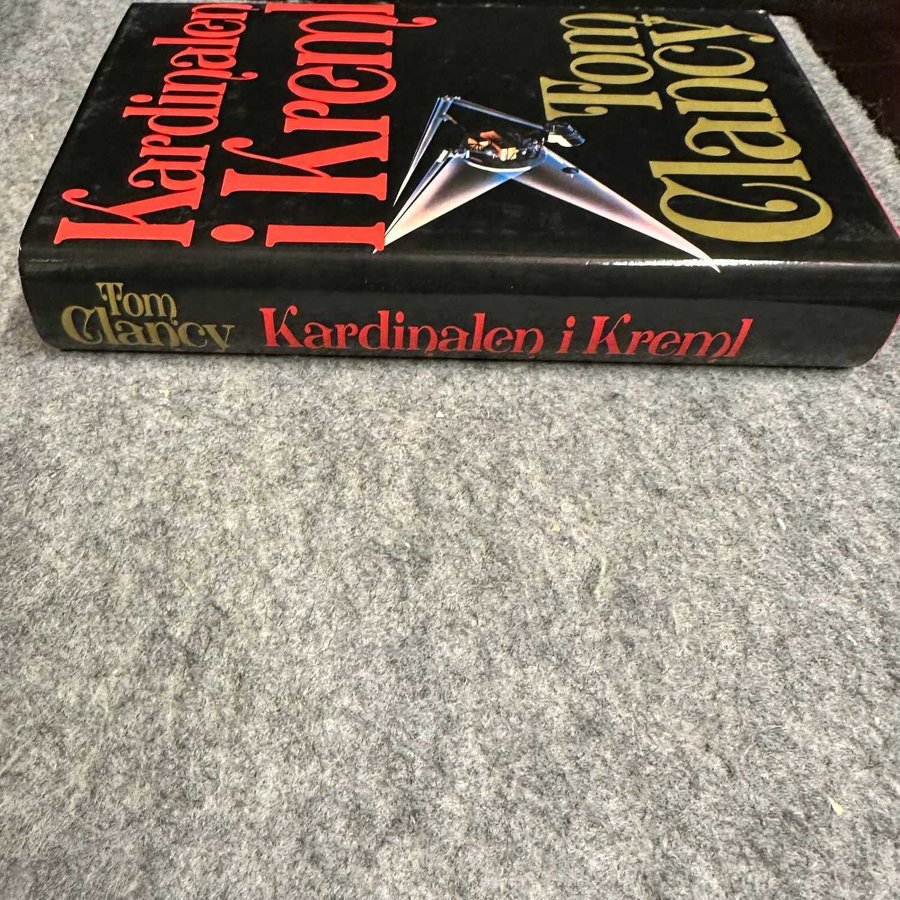 Kardinalen
i Kreml
Tom
Clancy
Tom
Clancy
Kardinalen i Kreml